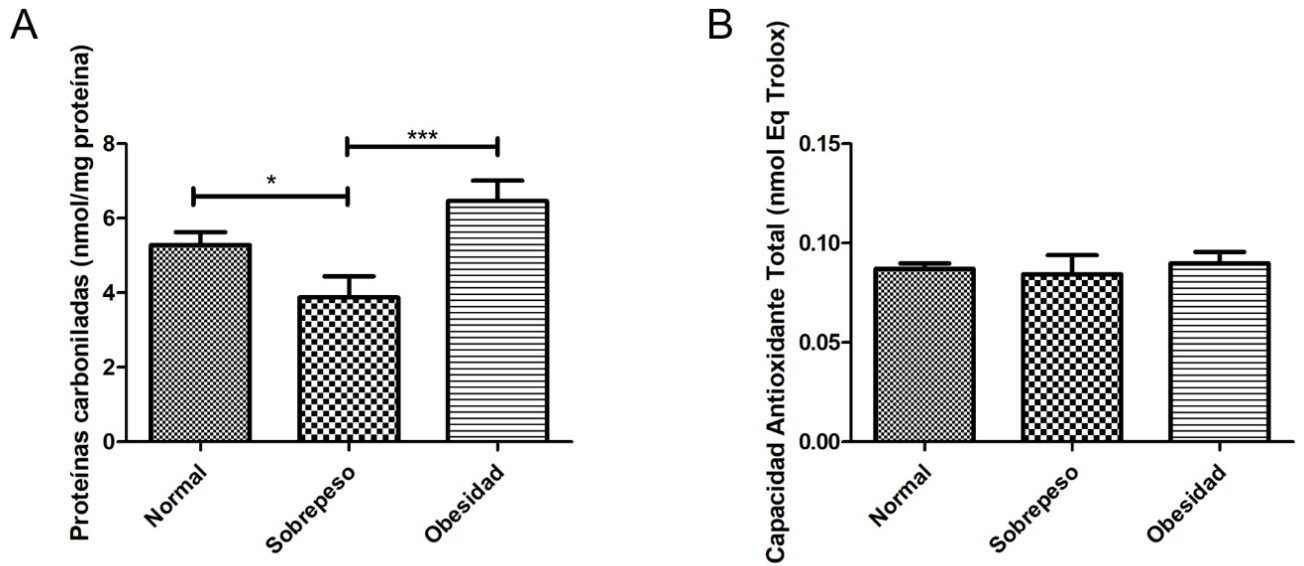 A
Proteínas carboniladas (nmol/mg proteína)
8
6
4
2
0
*
***
Normal
Sobrepeso
Obesidad
B
Capacidad Antioxidante Total (nmol Eq Trolox)
0.15
0.10
0.05
0.00
Normal
Sobrepeso
Obesidad